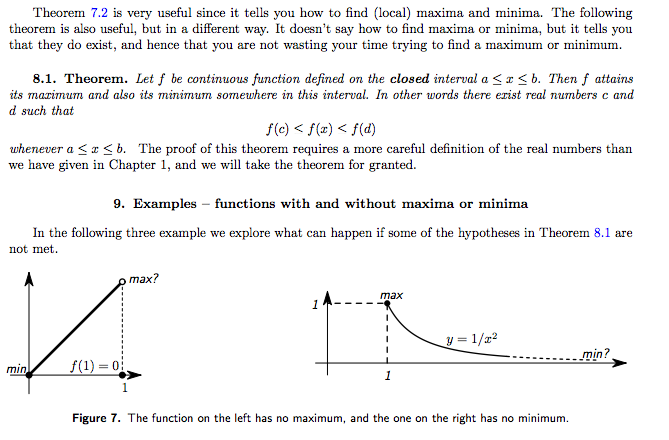 Theorem 7.2 is very useful since it tells you how to find (local) maxima and minima. The following
theorem is also useful, but in a different way. It doesn't say how to find maxima or minima, but it tells you
that they do exist, and hence that you are not wasting your time trying to find a maximum or minimum.
8.1. Theorem. Let f be continuous function defined on the closed interval a ≤ x ≤ b. Then f attains
its maximum and also its minimum somewhere in this interval. In other words there exist real numbers c and
d such that
f(c) < f(x) < f(d)
whenever a ≤ x ≤ b. The proof of this theorem requires a more careful definition of the real numbers than
we have given in Chapter 1, and we will take the theorem for granted.
9. Examples – functions with and without maxima or minima
In the following three example we explore what can happen if some of the hypotheses in Theorem 8.1 are
not met.
max?
min
f(1) = 0
1
1
max
y = 1/x²
min?
1
Figure 7. The function on the left has no maximum, and the one on the right has no minimum.